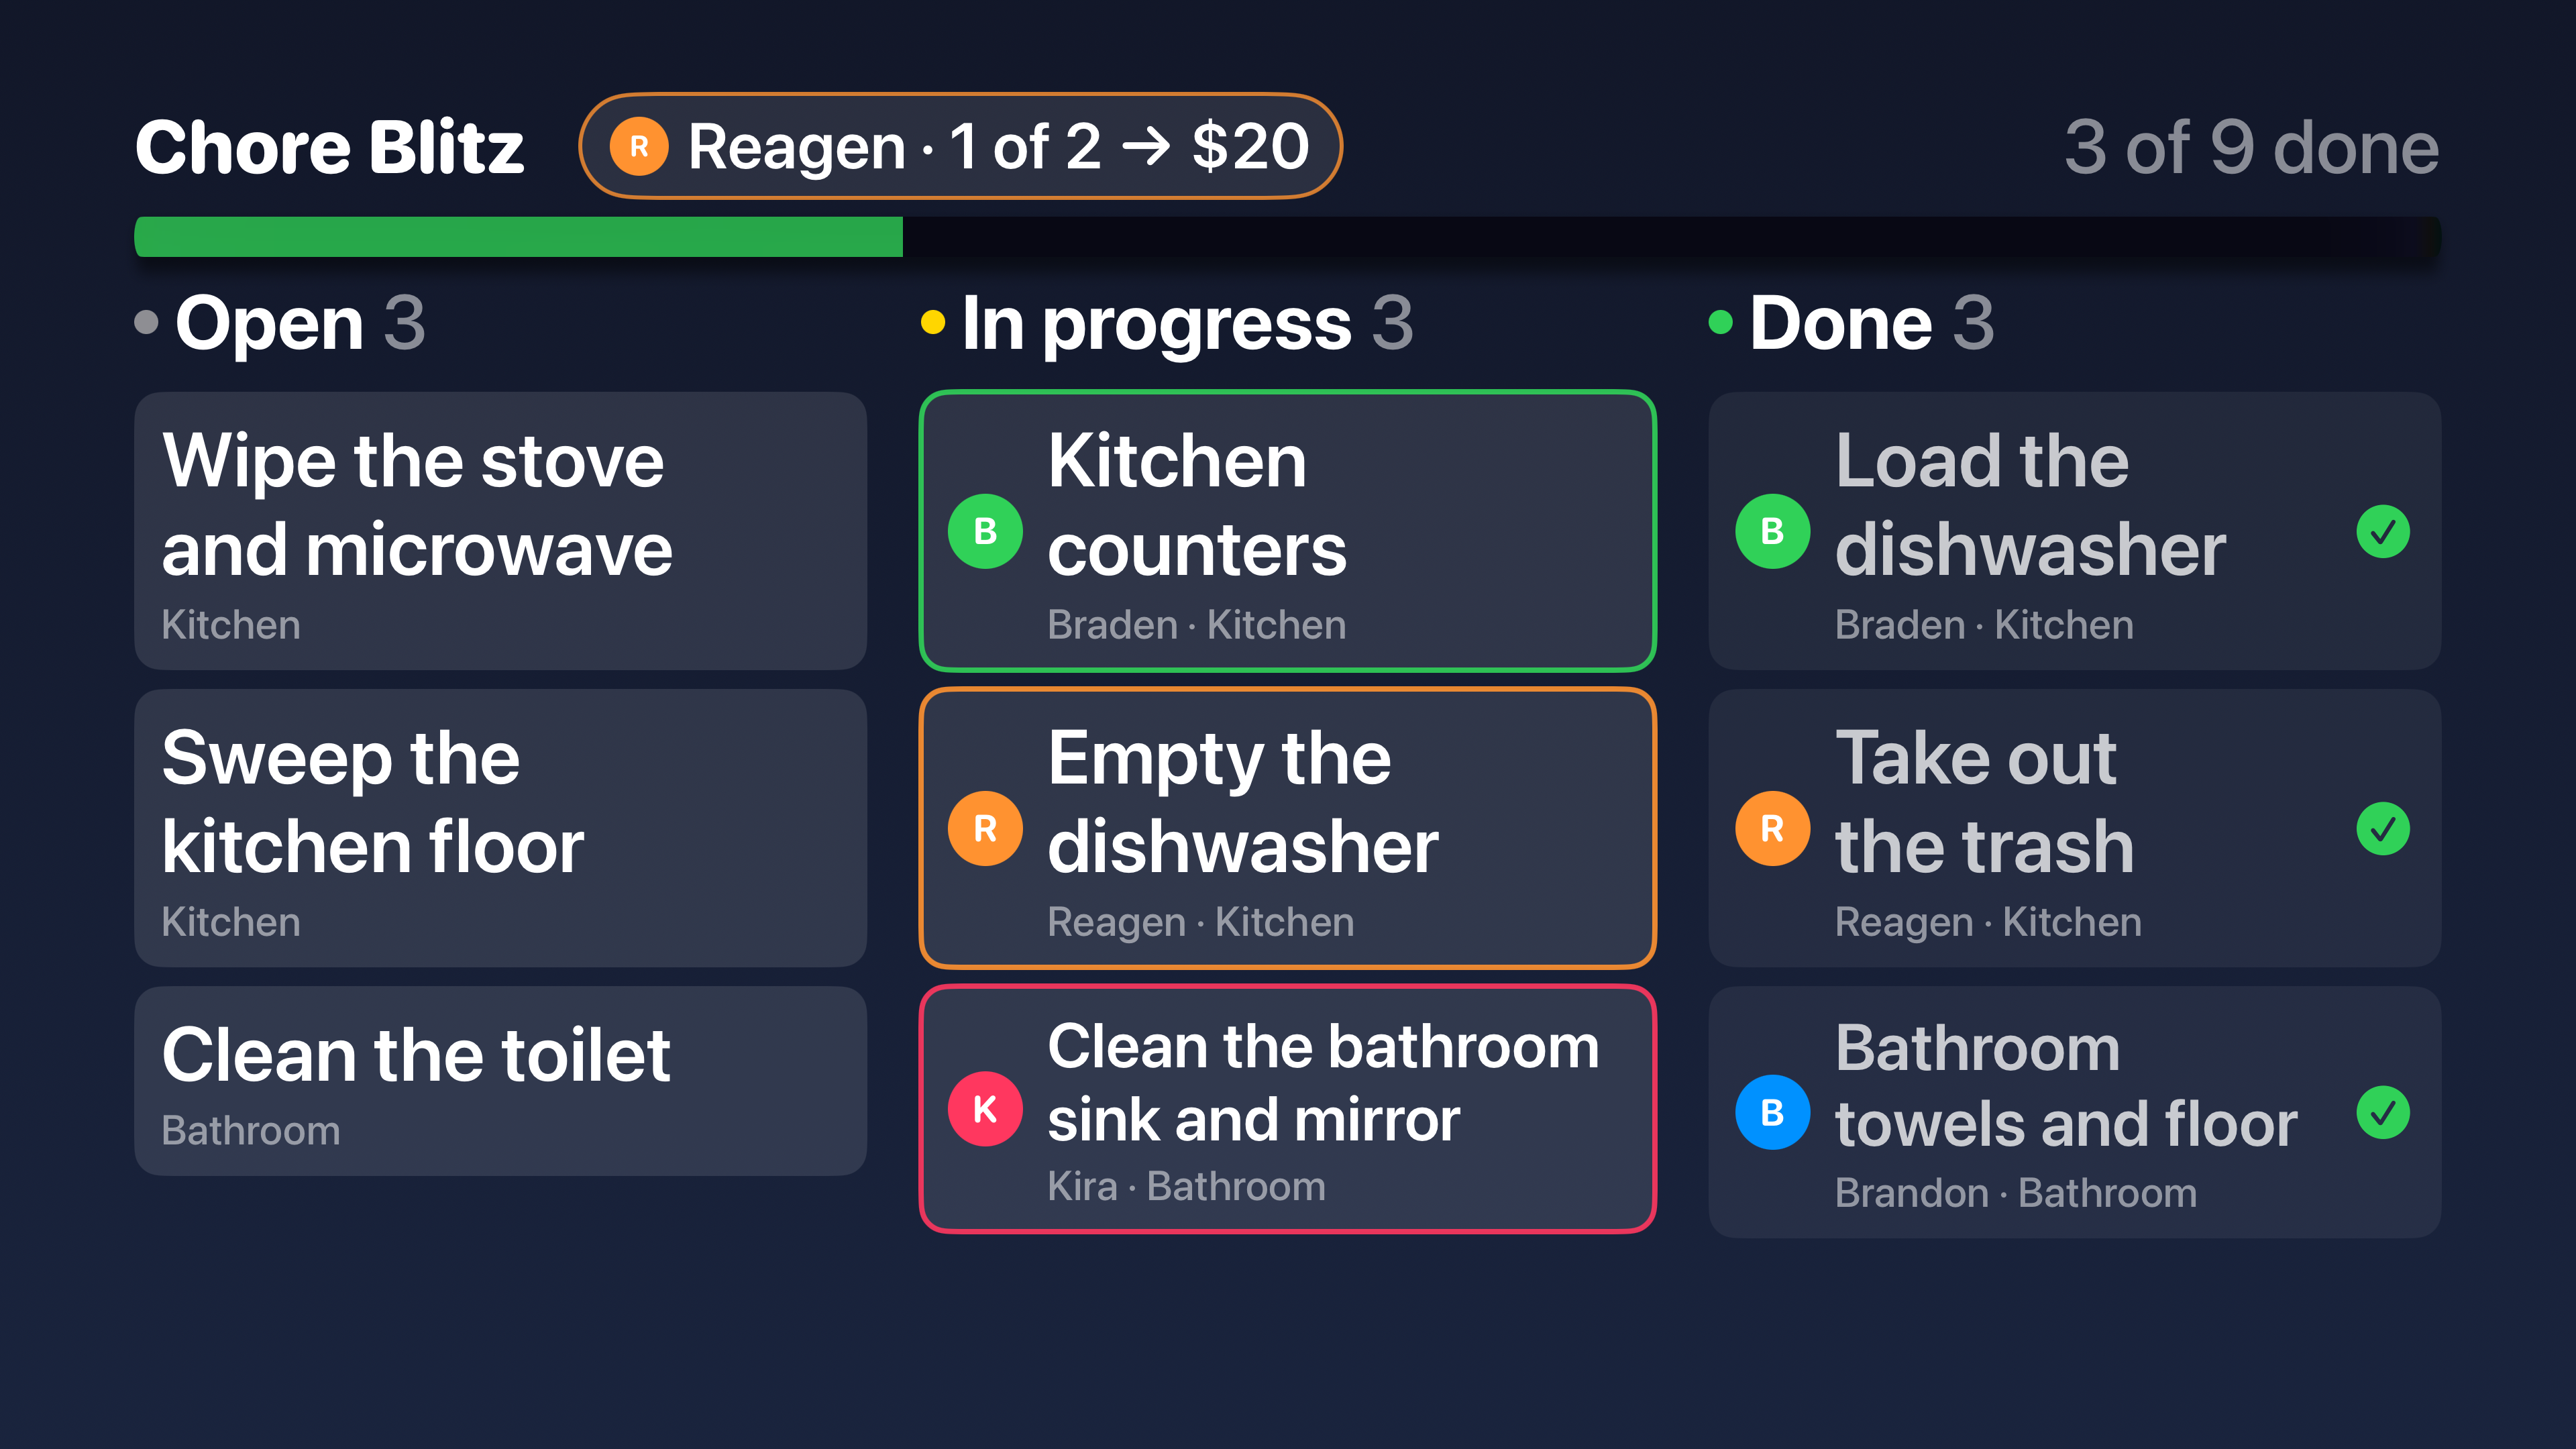 Chore Blitz
R Reagen · 1 of 2 → $20
3 of 9 done
Open 3
Wipe the stove
and microwave
Kitchen
Sweep the
kitchen floor
Kitchen
Clean the toilet
Bathroom
In progress 3
B
Kitchen
counters
Braden · Kitchen
R
Empty the
dishwasher
Reagen · Kitchen
K
Clean the bathroom
sink and mirror
Kira · Bathroom
Done 3
B
Load the
dishwasher
Braden · Kitchen
R
Take out
the trash
Reagen · Kitchen
B
Bathroom
towels and floor
Brandon · Bathroom